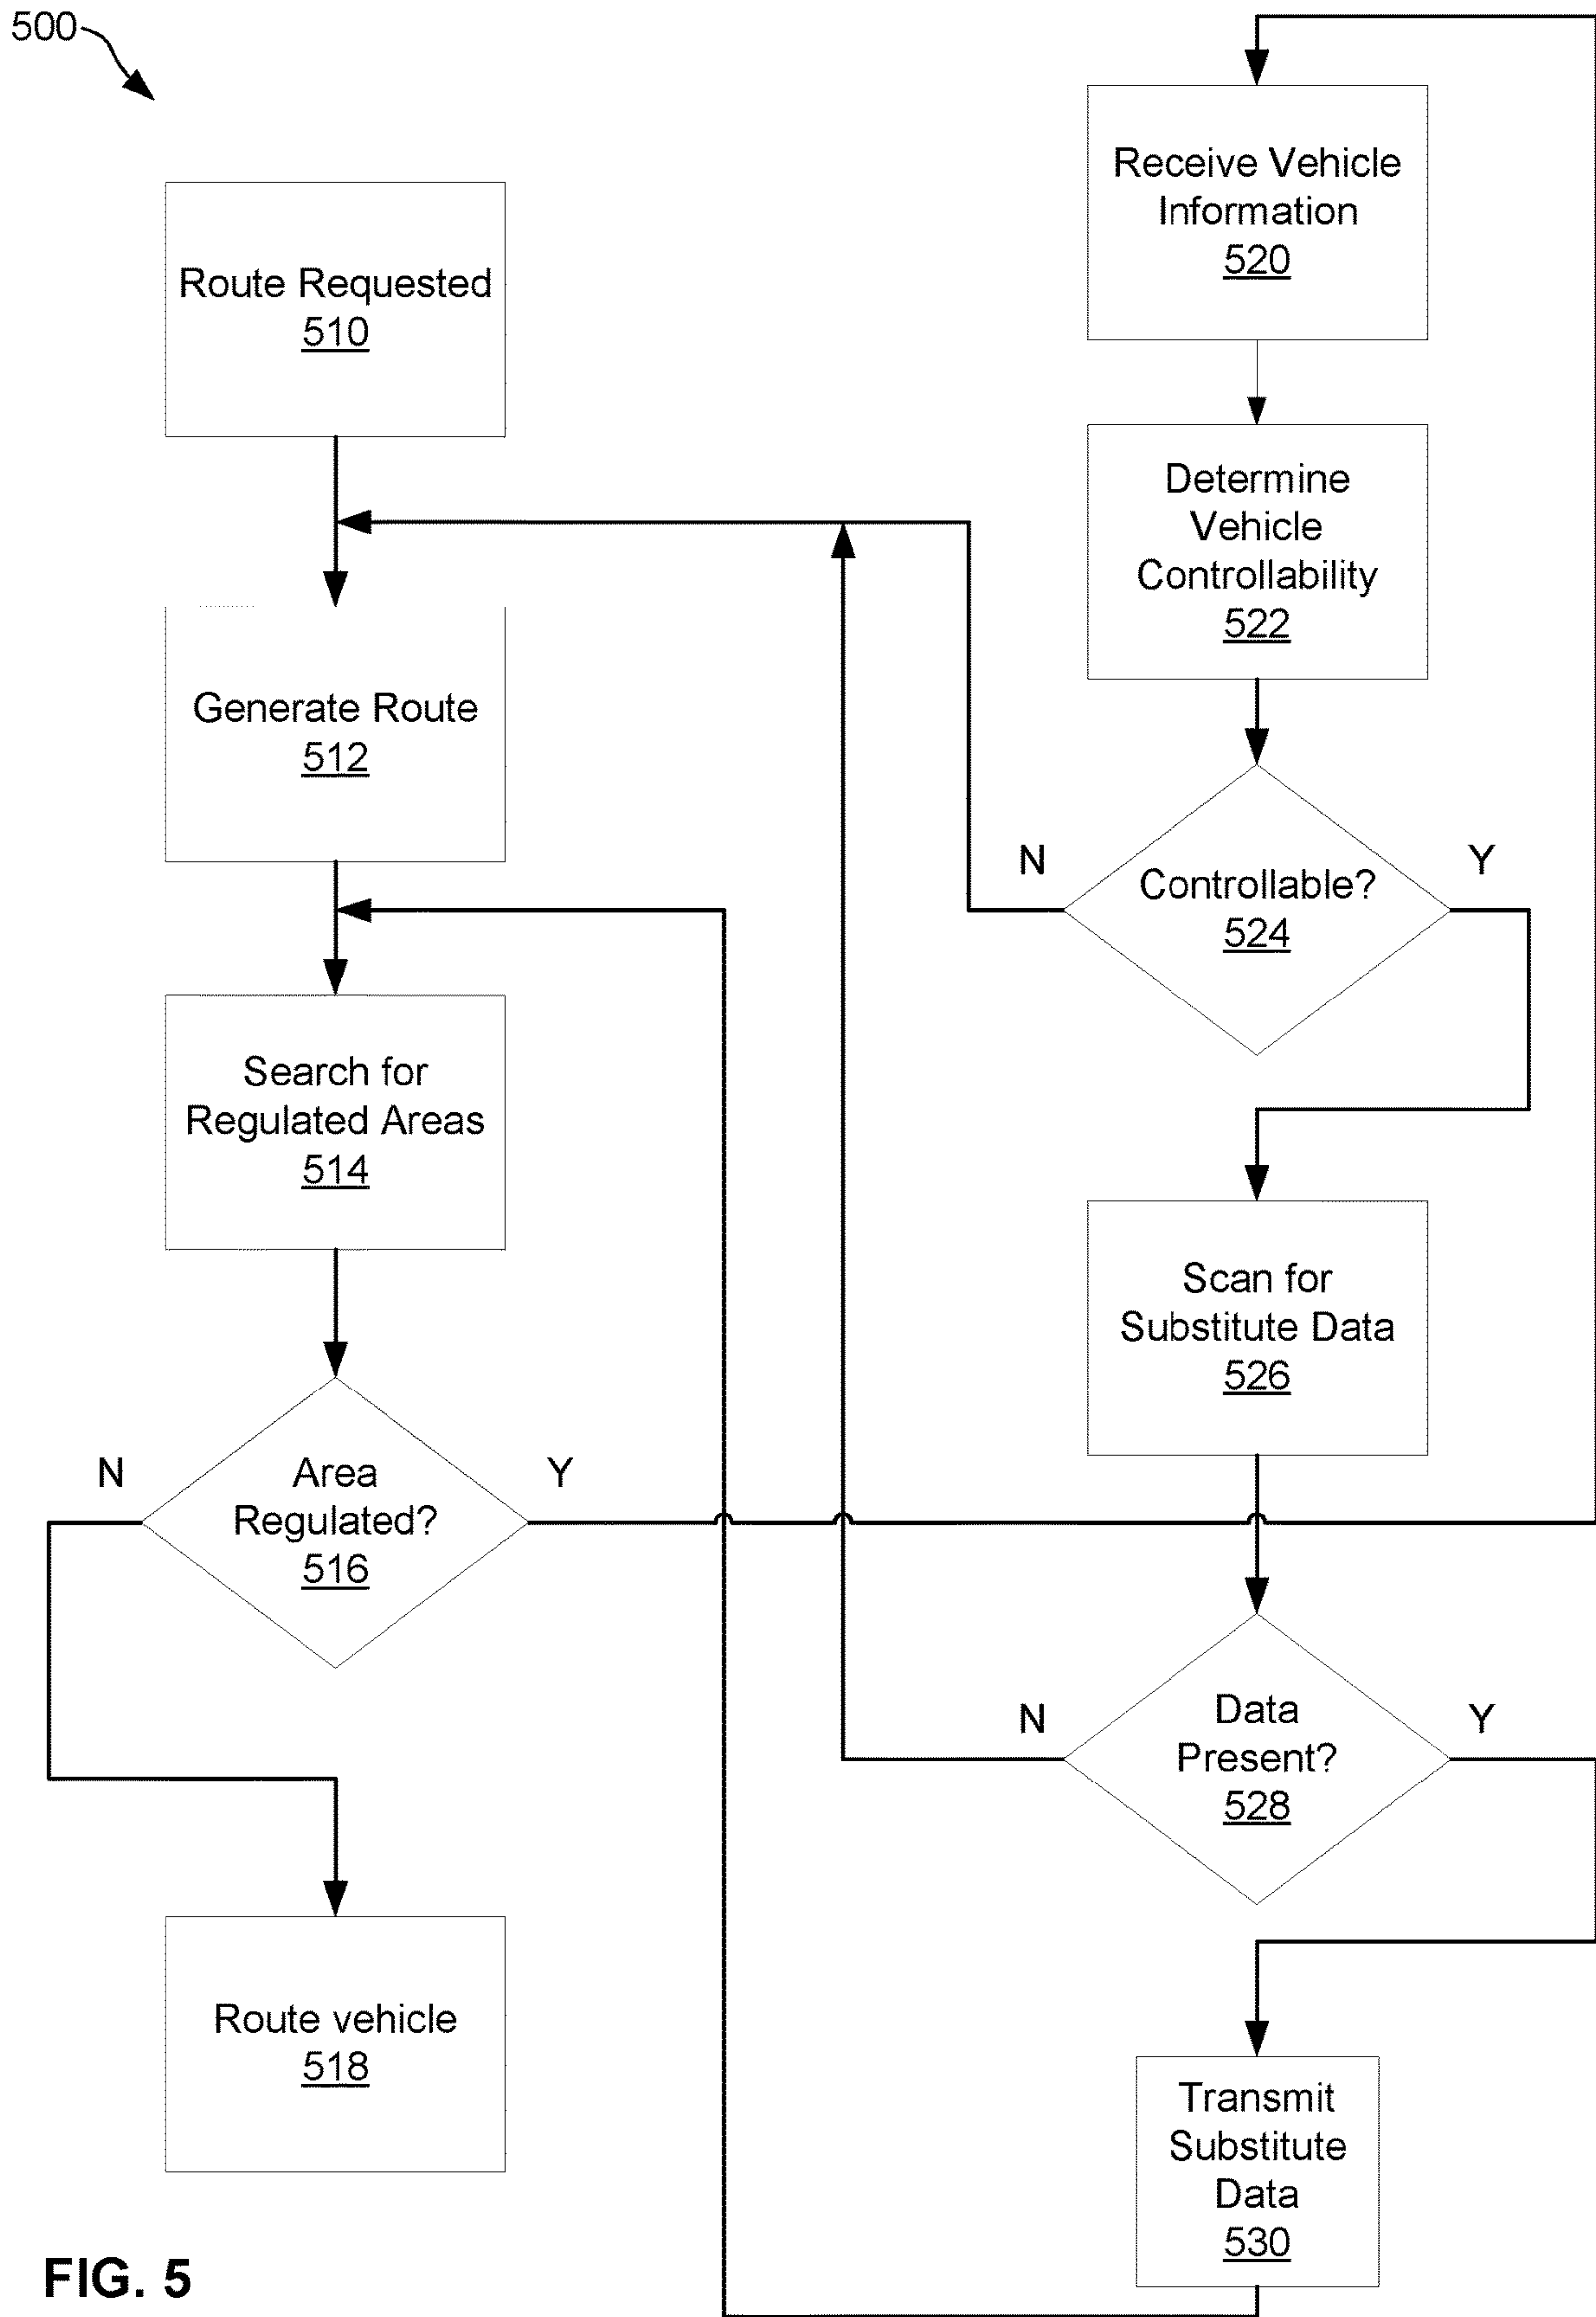 500
Route Requested
510
Generate Route
512
Search for
Regulated Areas
514
N
Area
Regulated?
516
Y
Route vehicle
518
Receive Vehicle
Information
520
Determine
Vehicle
Controllability
522
N
Controllable?
524
Y
Scan for
Substitute Data
526
N
Data
Present?
528
Y
Transmit
Substitute
Data
530
FIG. 5